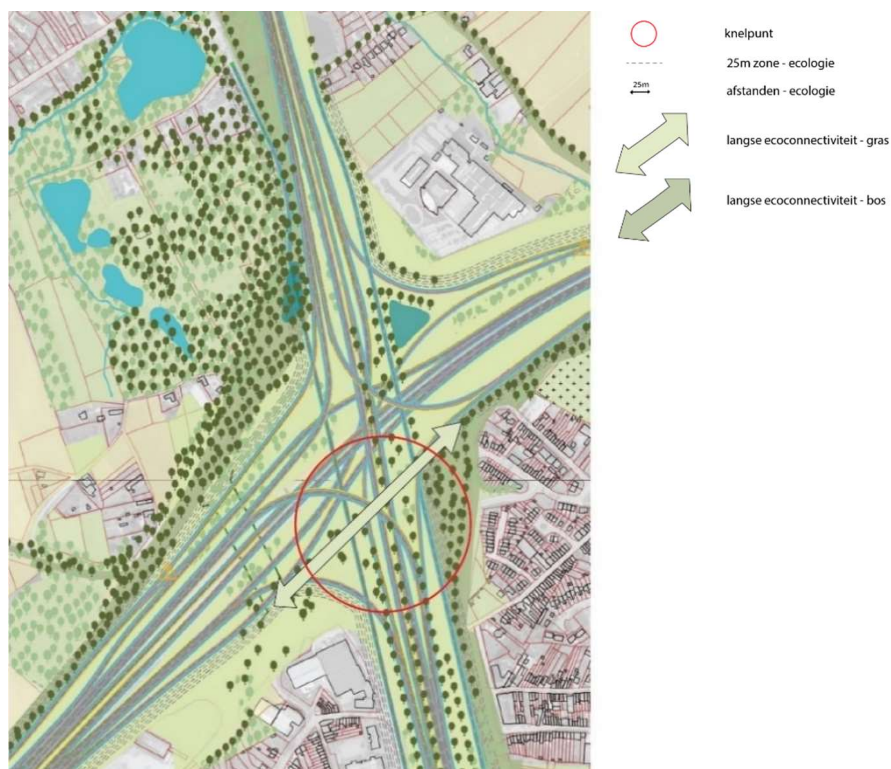 knelpunt
25m zone - ecologie
25m
afstanden - ecologie
langse ecoconnectiviteit - gras
langse ecoconnectiviteit - bos